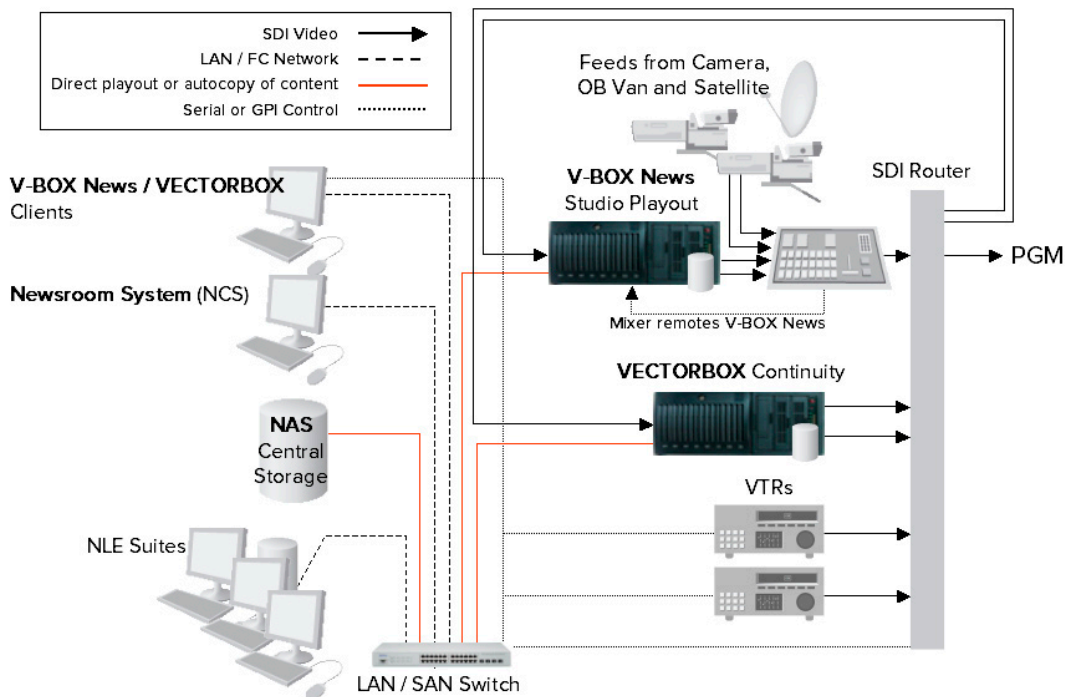 SDI Video
LAN / FC Network
Direct playout or autocopy of content
Serial or GPI Control
Feeds from Camera,
OB Van and Satellite
V-BOX News / VECTORBOX
Clients
V-BOX News
Studio Playout
SDI Router
PGM
Newsroom System (NCS)
Mixer remotes V-BOX News
VECTORBOX Continuity
NAS
Central
Storage
VTRs
NLE Suites
LAN / SAN Switch